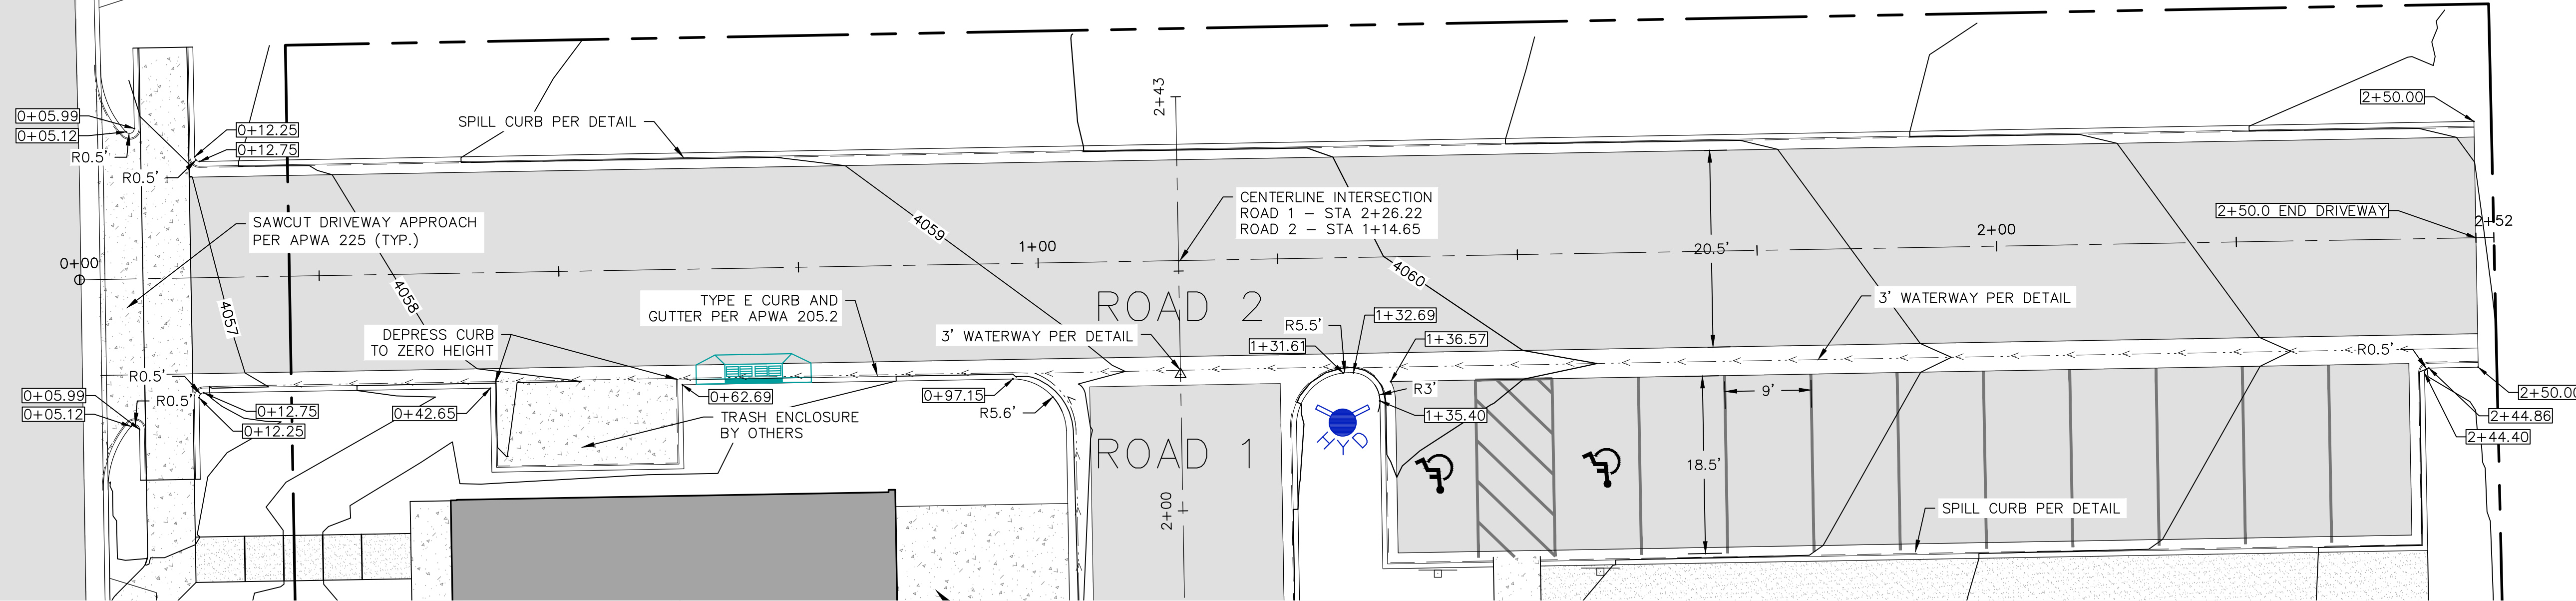 2+43
2+50.00
0+05.99
0+05.12
0+12.25
0+12.75
SPILL CURB PER DETAIL
R0.5'
R0.5'
CENTERLINE INTERSECTION
ROAD 1 - STA 2+26.22
ROAD 2 - STA 1+14.65
2+50.0 END DRIVEWAY
2+52
SAWCUT DRIVEWAY APPROACH
PER APWA 225 (TYP.)
4059
1+00
20.5'
2+00
0+00
4057
4058
4060
TYPE E CURB AND
GUTTER PER APWA 205.2
ROAD 2
3' WATERWAY PER DETAIL
DEPRESS CURB
TO ZERO HEIGHT
3' WATERWAY PER DETAIL
R5.5'
1+32.69
1+31.61
1+36.57
R0.5'
R0.5'
0+05.99
0+05.12
R0.5'
0+12.75
0+12.25
0+42.65
0+62.69
0+97.15
R5.6'
TRASH ENCLOSURE
BY OTHERS
R3'
1+35.40
9'
2+50.00
2+44.86
2+44.40
HYD
ROAD 1
18.5'
2+00
SPILL CURB PER DETAIL